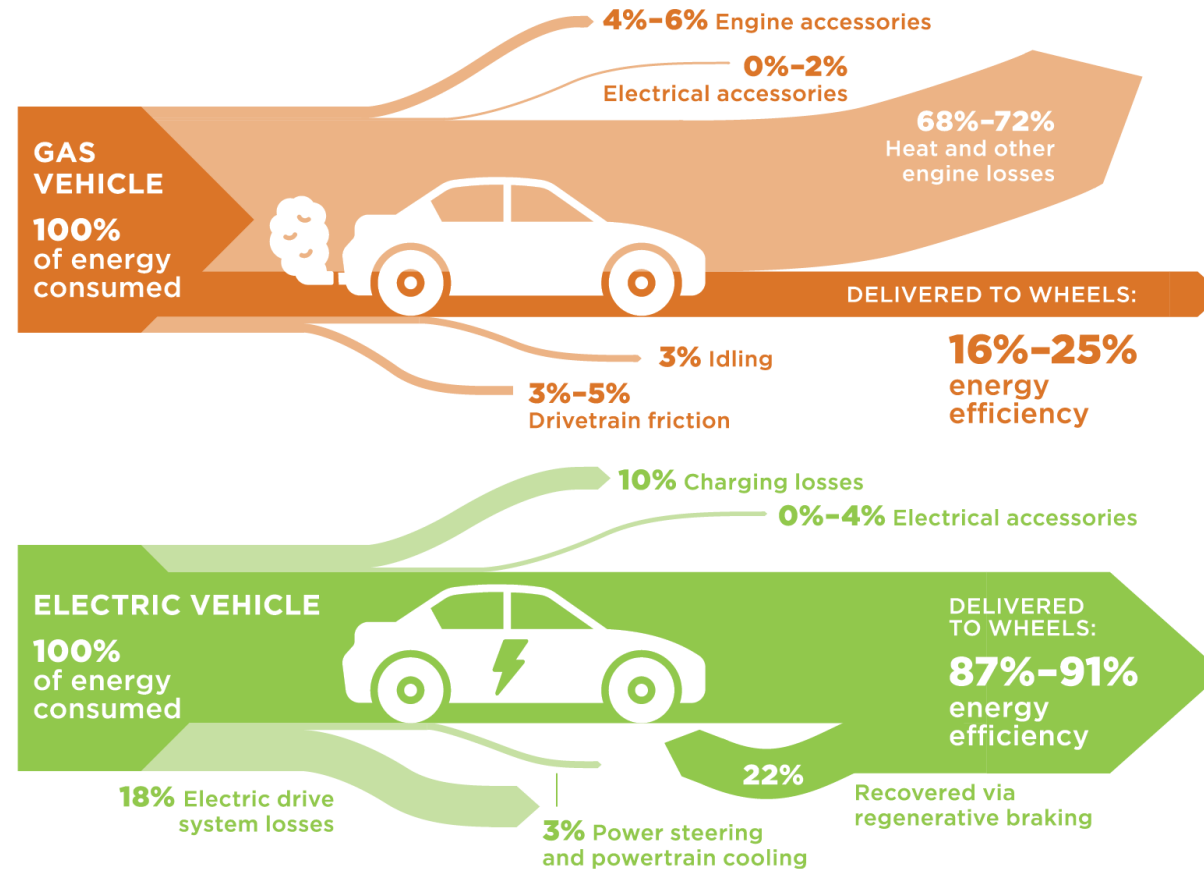 4%–6% Engine accessories
0%–2%
Electrical accessories
68%–72%
Heat and other
engine losses
GAS
VEHICLE
100%
of energy
consumed
DELIVERED TO WHEELS:
16%–25%
energy
efficiency
3% Idling
3%–5%
Drivetrain friction
10% Charging losses
0%–4% Electrical accessories
ELECTRIC VEHICLE
100%
of energy
consumed
DELIVERED
TO WHEELS:
87%–91%
energy
efficiency
22%
Recovered via
regenerative braking
18% Electric drive
system losses
3% Power steering
and powertrain cooling